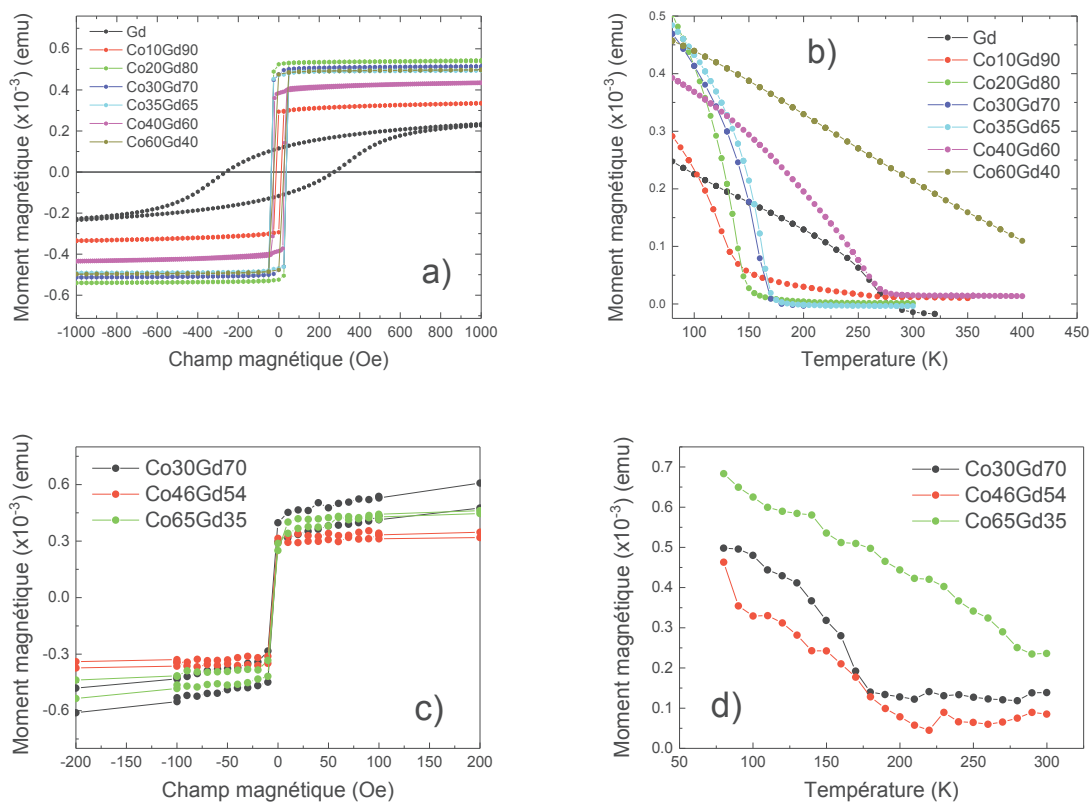 Moment magnétique (x10⁻³) (emu)
0.6
0.4
0.2
0.0
-0.2
-0.4
-0.6
-1000 -800 -600 -400 -200 0 200 400 600 800 1000
Champ magnétique (Oe)
Gd
Co10Gd90
Co20Gd80
Co30Gd70
Co35Gd65
Co40Gd60
Co60Gd40
a)
Moment magnétique (x10⁻³) (emu)
0.5
0.4
0.3
0.2
0.1
0.0
100 150 200 250 300 350 400 450
Temperature (K)
b)
Gd
Co10Gd90
Co20Gd80
Co30Gd70
Co35Gd65
Co40Gd60
Co60Gd40
Moment magnétique (x10⁻³) (emu)
0.6
0.3
0.0
-0.3
-0.6
-200 -150 -100 -50 0 50 100 150 200
Champ magnétique (Oe)
Co30Gd70
Co46Gd54
Co65Gd35
c)
Moment magnétique (x10⁻³) (emu)
0.7
0.6
0.5
0.4
0.3
0.2
0.1
0.0
50 100 150 200 250 300
Température (K)
Co30Gd70
Co46Gd54
Co65Gd35
d)